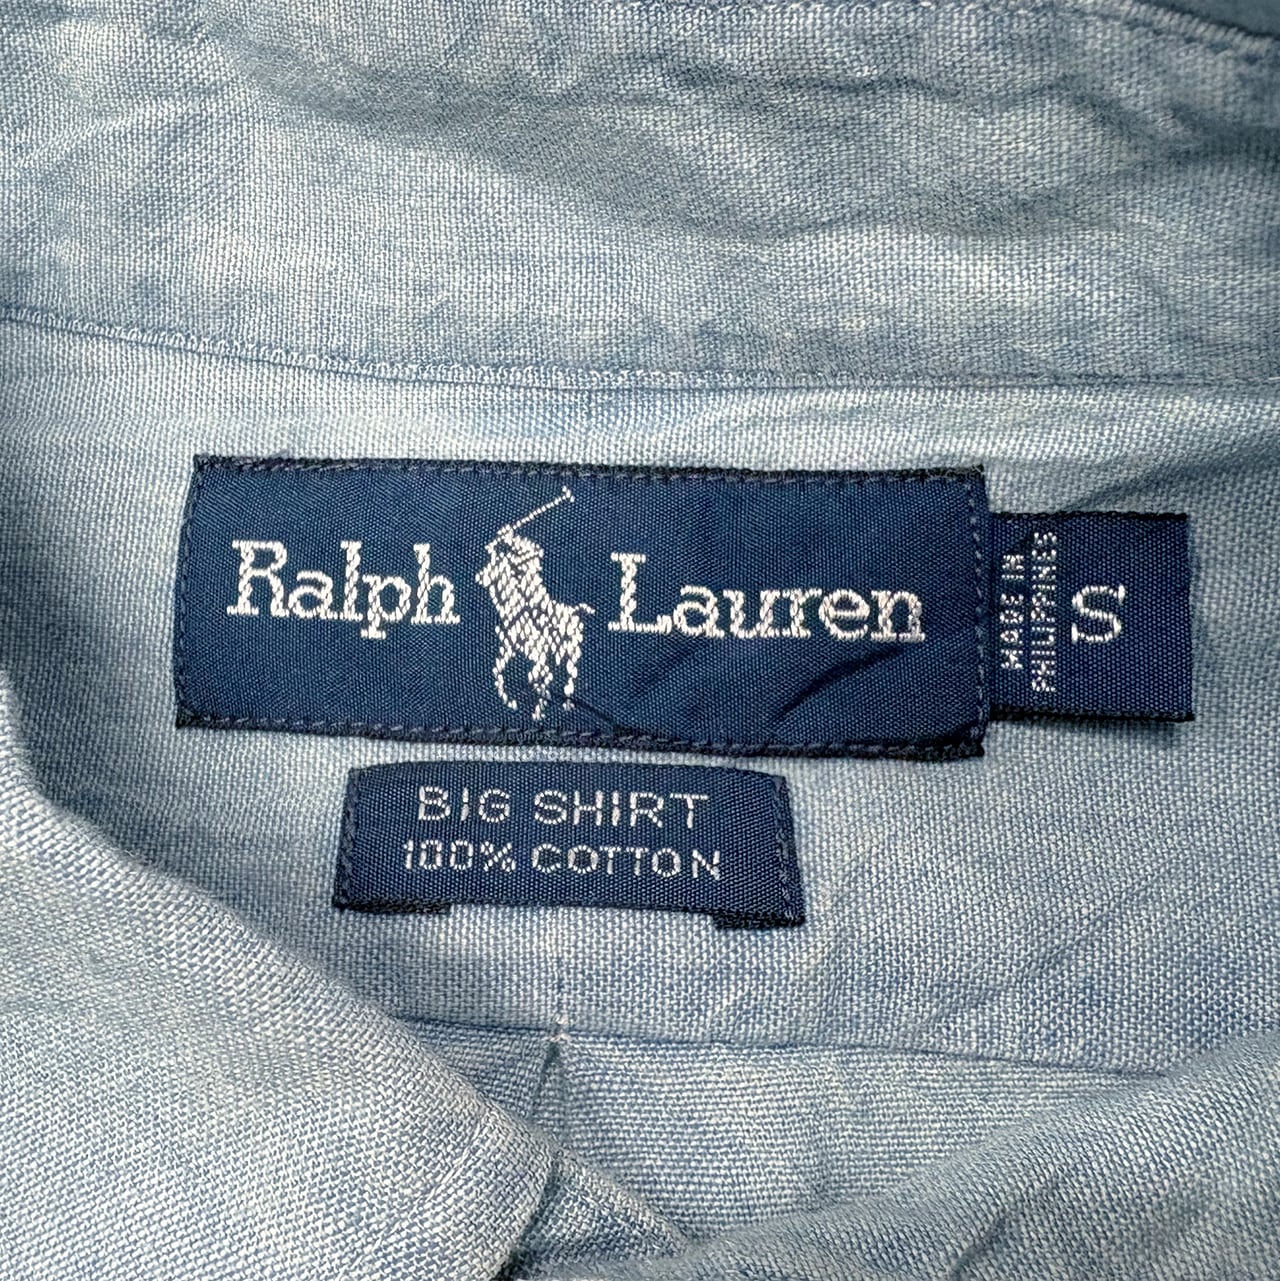 Ralph Lauren
MADE IN
PHILIPPINES
S
BIG SHIRT
100% COTTON